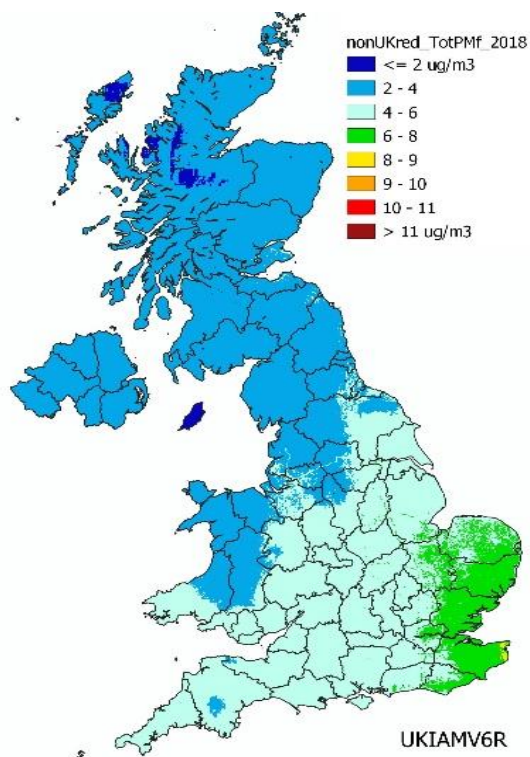 nonUKred_TotPMf_2018
<= 2 ug/m3
2 - 4
4 - 6
6 - 8
8 - 9
9 - 10
10 - 11
> 11 ug/m3
UKIAMV6R